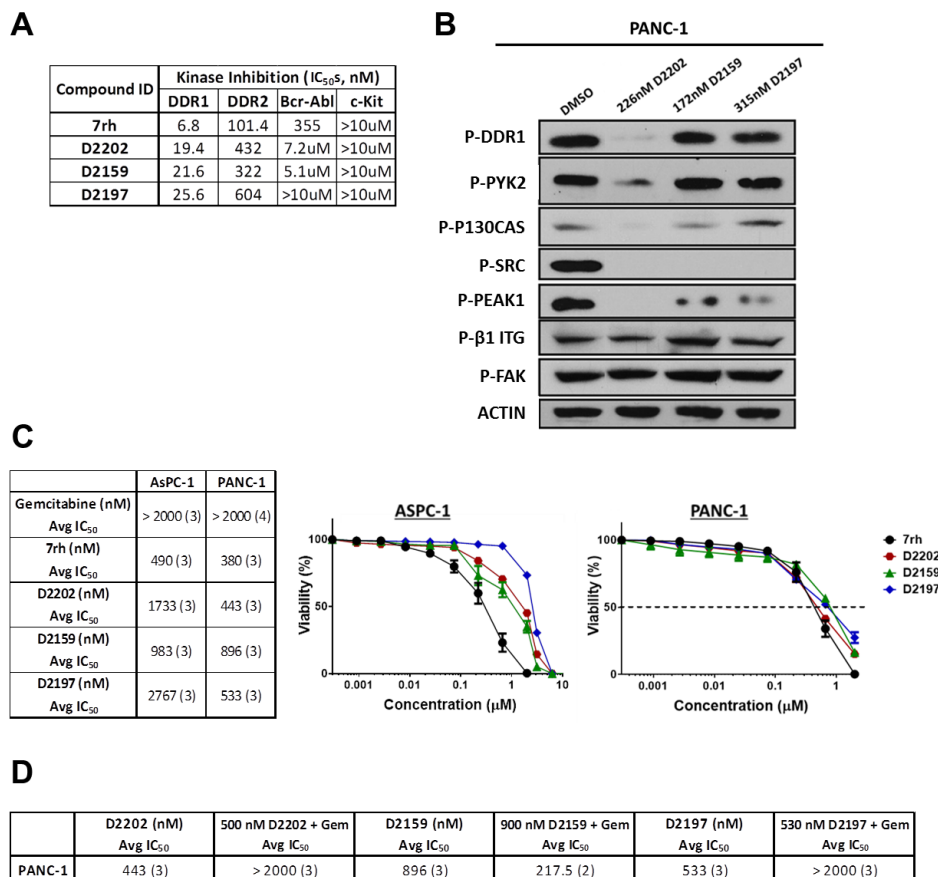 A
Compound ID Kinase Inhibition (IC50s, nM)
DDR1 DDR2 Bcr-Abl c-Kit
7rh 6.8 101.4 355 >10uM
D2202 19.4 432 7.2uM >10uM
D2159 21.6 322 5.1uM >10uM
D2197 25.6 604 >10uM >10uM
B
PANC-1
DMSO 226nM D2202 172nM D2159 315nM D2197
P-DDR1
P-PYK2
P-P130CAS
P-SRC
P-PEAK1
P-β1 ITG
P-FAK
ACTIN
C
AsPC-1 PANC-1
Gemcitabine (nM)
Avg IC50 > 2000 (3) > 2000 (4)
7rh (nM)
Avg IC50 490 (3) 380 (3)
D2202 (nM)
Avg IC50 1733 (3) 443 (3)
D2159 (nM)
Avg IC50 983 (3) 896 (3)
D2197 (nM)
Avg IC50 2767 (3) 533 (3)
ASPC-1
Viability (%)
100
50
0
0.001 0.01 0.1 1 10
Concentration (μM)
PANC-1
Viability (%)
100
50
0
0.001 0.01 0.1 1
Concentration (μM)
7rh
D2202
D2159
D2197
D
D2202 (nM) 500 nM D2202 + Gem D2159 (nM) 900 nM D2159 + Gem D2197 (nM) 530 nM D2197 + Gem
Avg IC50 Avg IC50 Avg IC50 Avg IC50 Avg IC50 Avg IC50
PANC-1 443 (3) > 2000 (3) 896 (3) 217.5 (2) 533 (3) > 2000 (3)